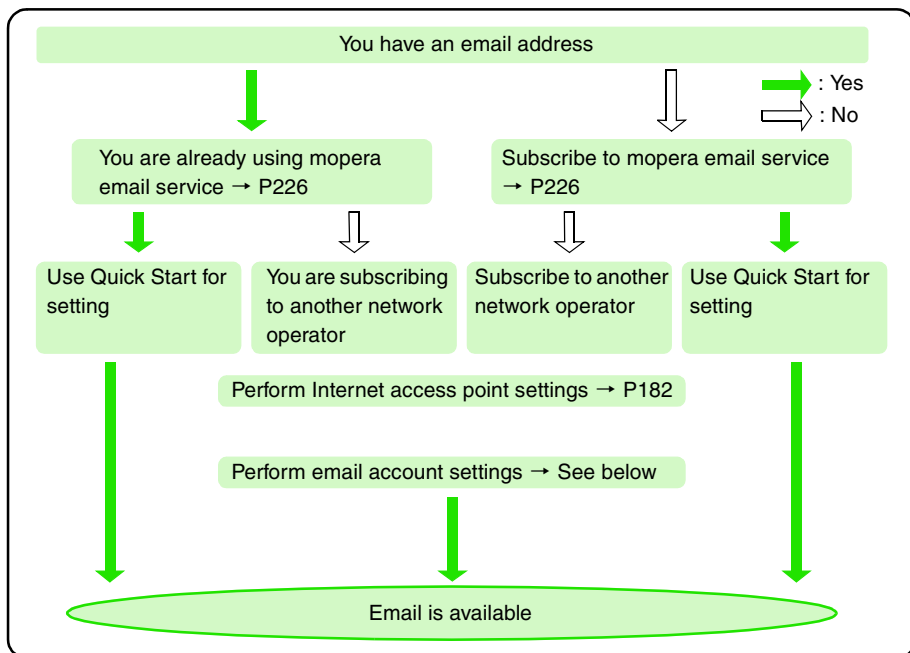 You have an email address
: Yes
: No
You are already using mopera
email service → P226
Subscribe to mopera email service
→ P226
Use Quick Start for
setting
You are subscribing
to another network
operator
Subscribe to another
network operator
Use Quick Start for
setting
Perform Internet access point settings → P182
Perform email account settings → See below
Email is available